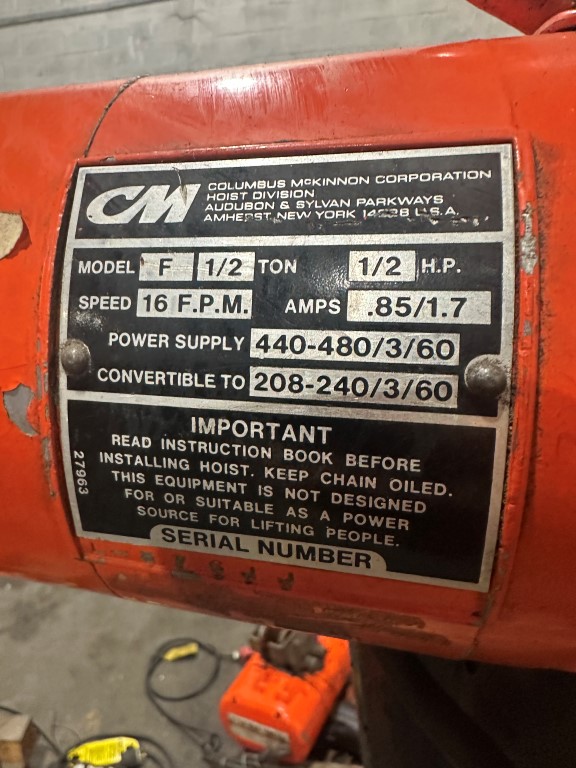 CM
COLUMBUS McKINNON CORPORATION
HOIST DIVISION
AUDUBON & SYLVAN PARKWAYS
AMHERST, NEW YORK 14228 U.S.A.
MODEL F 1/2 TON 1/2 H.P.
SPEED 16 F.P.M. AMPS .85/1.7
POWER SUPPLY 440-480/3/60
CONVERTIBLE TO 208-240/3/60
IMPORTANT
READ INSTRUCTION BOOK BEFORE
INSTALLING HOIST. KEEP CHAIN OILED.
THIS EQUIPMENT IS NOT DESIGNED
FOR OR SUITABLE AS A POWER
SOURCE FOR LIFTING PEOPLE.
SERIAL NUMBER
27963